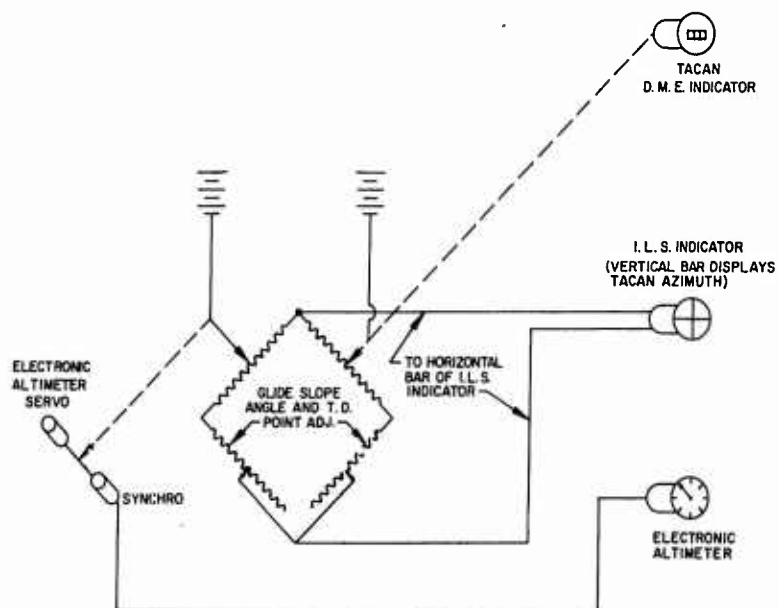 TACAN
D. M. E. INDICATOR
I. L. S. INDICATOR
(VERTICAL BAR DISPLAYS
TACAN AZIMUTH)
TO HORIZONTAL
BAR OF I.L.S.
INDICATOR
ELECTRONIC
ALTIMETER
SERVO
GLIDE SLOPE
ANGLE AND T. D.
POINT ADJ.
SYNCHRO
ELECTRONIC
ALTIMETER